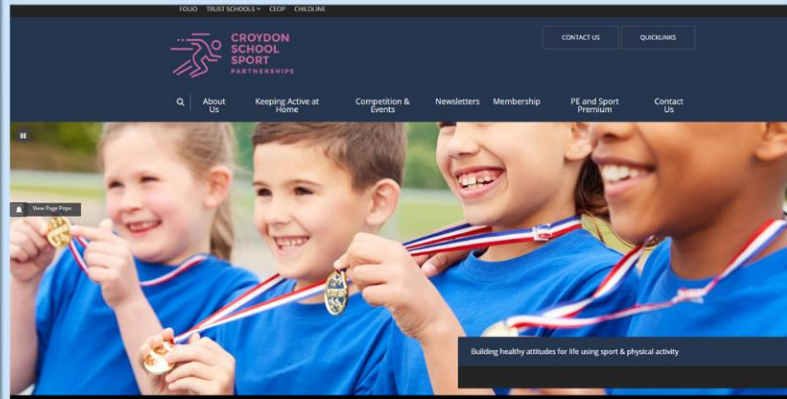 FOLIO TRUST SCHOOLS CEOP CHILDLINE
CROYDON
SCHOOL
SPORT
PARTNERSHIPS
CONTACT US QUICKLINKS
About Us
Keeping Active at Home
Competition & Events
Newsletters
Membership
PE and Sport Premium
Contact Us
View Page Pops
Building healthy attitudes for life using sport & physical activity